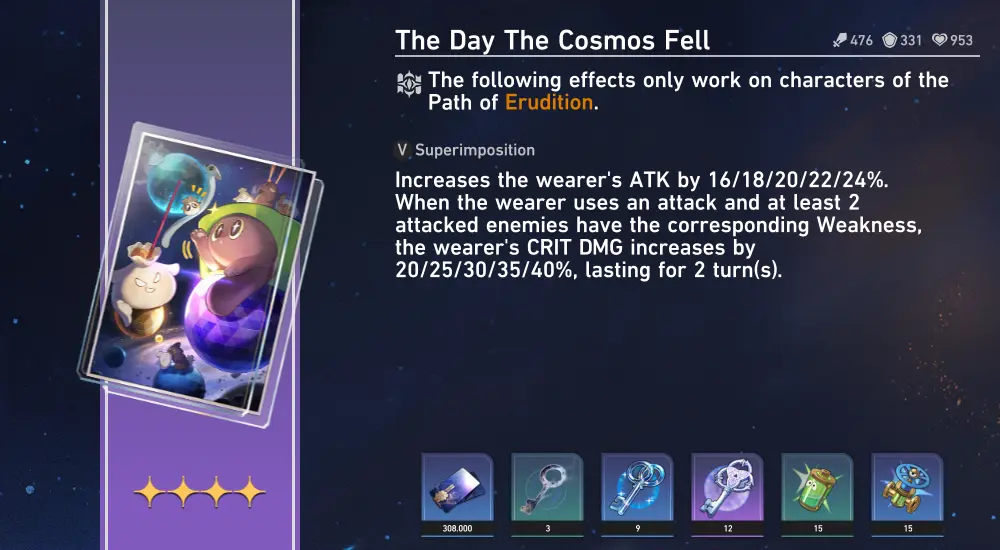 The Day The Cosmos Fell
476 331 953
The following effects only work on characters of the
Path of Erudition.
V Superimposition
Increases the wearer's ATK by 16/18/20/22/24%.
When the wearer uses an attack and at least 2
attacked enemies have the corresponding Weakness,
the wearer's CRIT DMG increases by
20/25/30/35/40%, lasting for 2 turn(s).
308.000 3 9 12 15 15